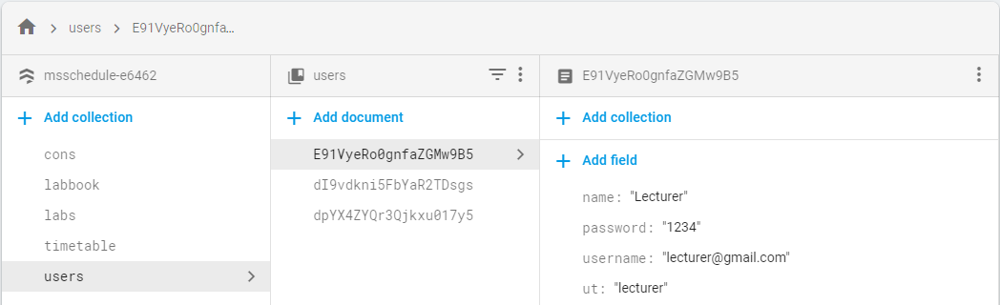 users E91VyeRo0gnfa…
msschedule-e6462
Add collection
cons
labbook
labs
timetable
users
users
Add document
E91VyeRo0gnfaZGMw9B5
dI9vdkni5FbYaR2TDsgs
dpYX4ZYQr3Qjkxu017y5
E91VyeRo0gnfaZGMw9B5
Add collection
Add field
name: "Lecturer"
password: "1234"
username: "lecturer@gmail.com"
ut: "lecturer"